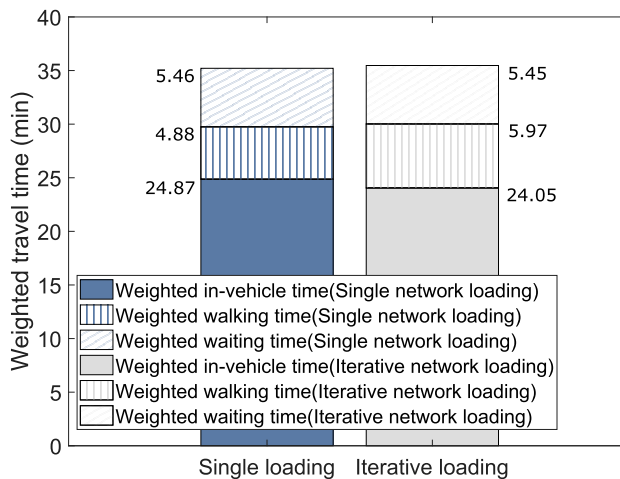 40
35
30
25
20
15
10
5
0
Weighted travel time (min)
5.46
4.88
24.87
5.45
5.97
24.05
Weighted in-vehicle time(Single network loading)
Weighted walking time(Single network loading)
Weighted waiting time(Single network loading)
Weighted in-vehicle time(Iterative network loading)
Weighted walking time(Iterative network loading)
Weighted waiting time(Iterative network loading)
Single loading
Iterative loading